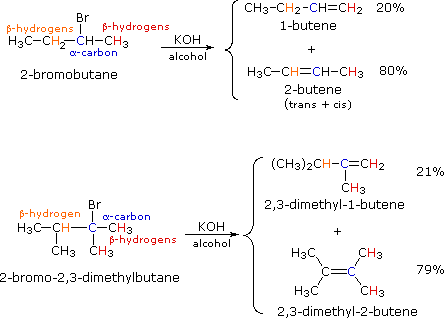 Br
β-hydrogens β-hydrogens
H₃C—CH₂—CH—CH₃
α-carbon
2-bromobutane
KOH
alcohol
CH₃—CH₂—CH=CH₂ 20%
1-butene
+
H₃C—CH=CH—CH₃ 80%
2-butene
(trans + cis)
Br
β-hydrogen α-carbon
H₃C—CH—C—CH₃
β-hydrogens
CH₃ CH₃
2-bromo-2,3-dimethylbutane
KOH
alcohol
(CH₃)₂CH—C=CH₂ 21%
CH₃
2,3-dimethyl-1-butene
+
H₃C CH₃
C=C 79%
H₃C CH₃
2,3-dimethyl-2-butene